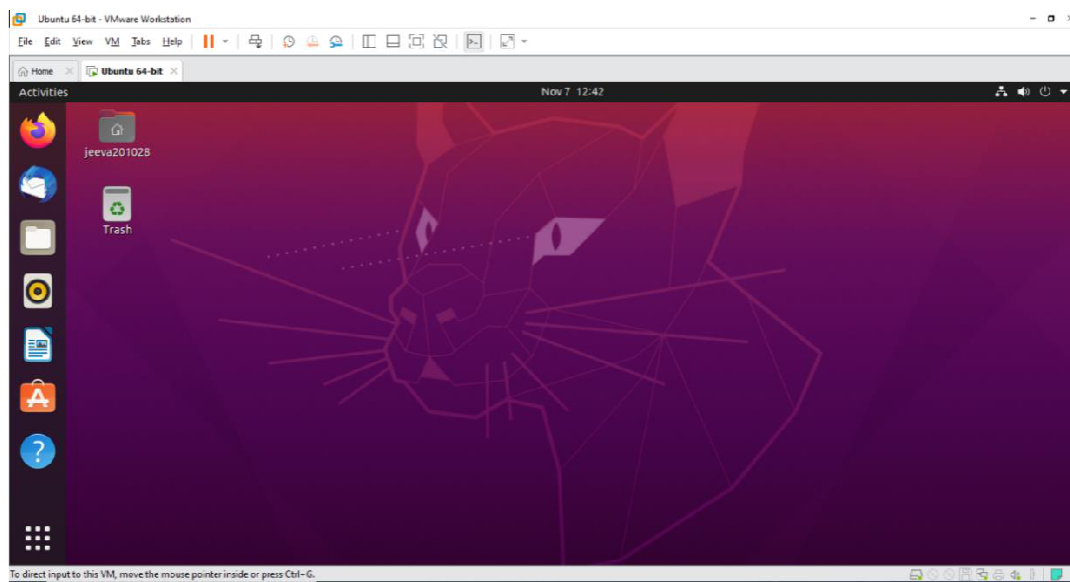 Ubuntu 64-bit - VMware Workstation
File Edit View VM Tabs Help
Home Ubuntu 64-bit
Activities Nov 7 12:42
jeeva201028
Trash
To direct input to this VM, move the mouse pointer inside or press Ctrl+G.